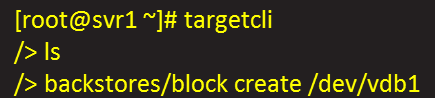 [root@svr1 ~]# targetcli
/> ls
/> backstores/block create /dev/vdb1